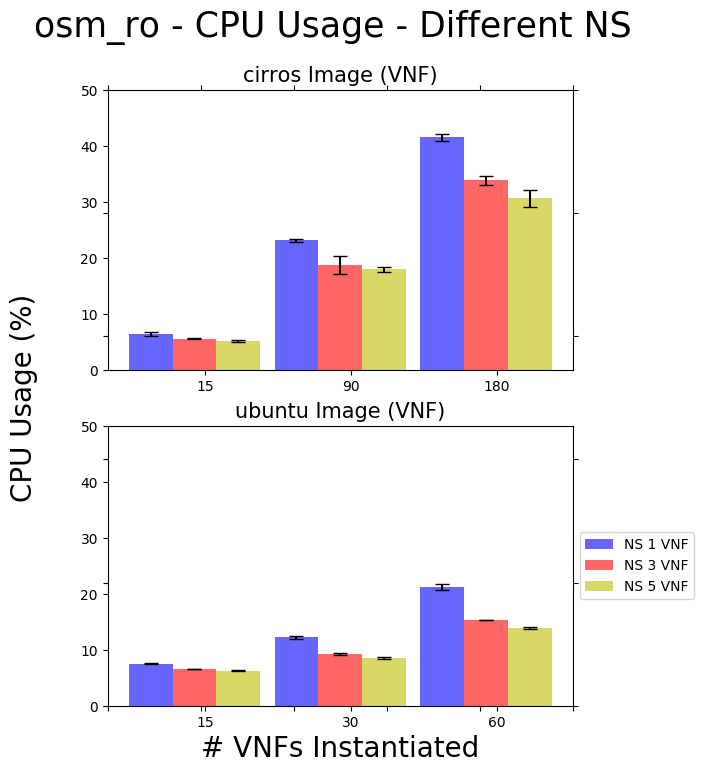 osm_ro - CPU Usage - Different NS
cirros Image (VNF)
50
40
30
20
10
0
15 90 180
CPU Usage (%)
ubuntu Image (VNF)
50
40
30
20
10
0
15 30 60
NS 1 VNF
NS 3 VNF
NS 5 VNF
# VNFs Instantiated